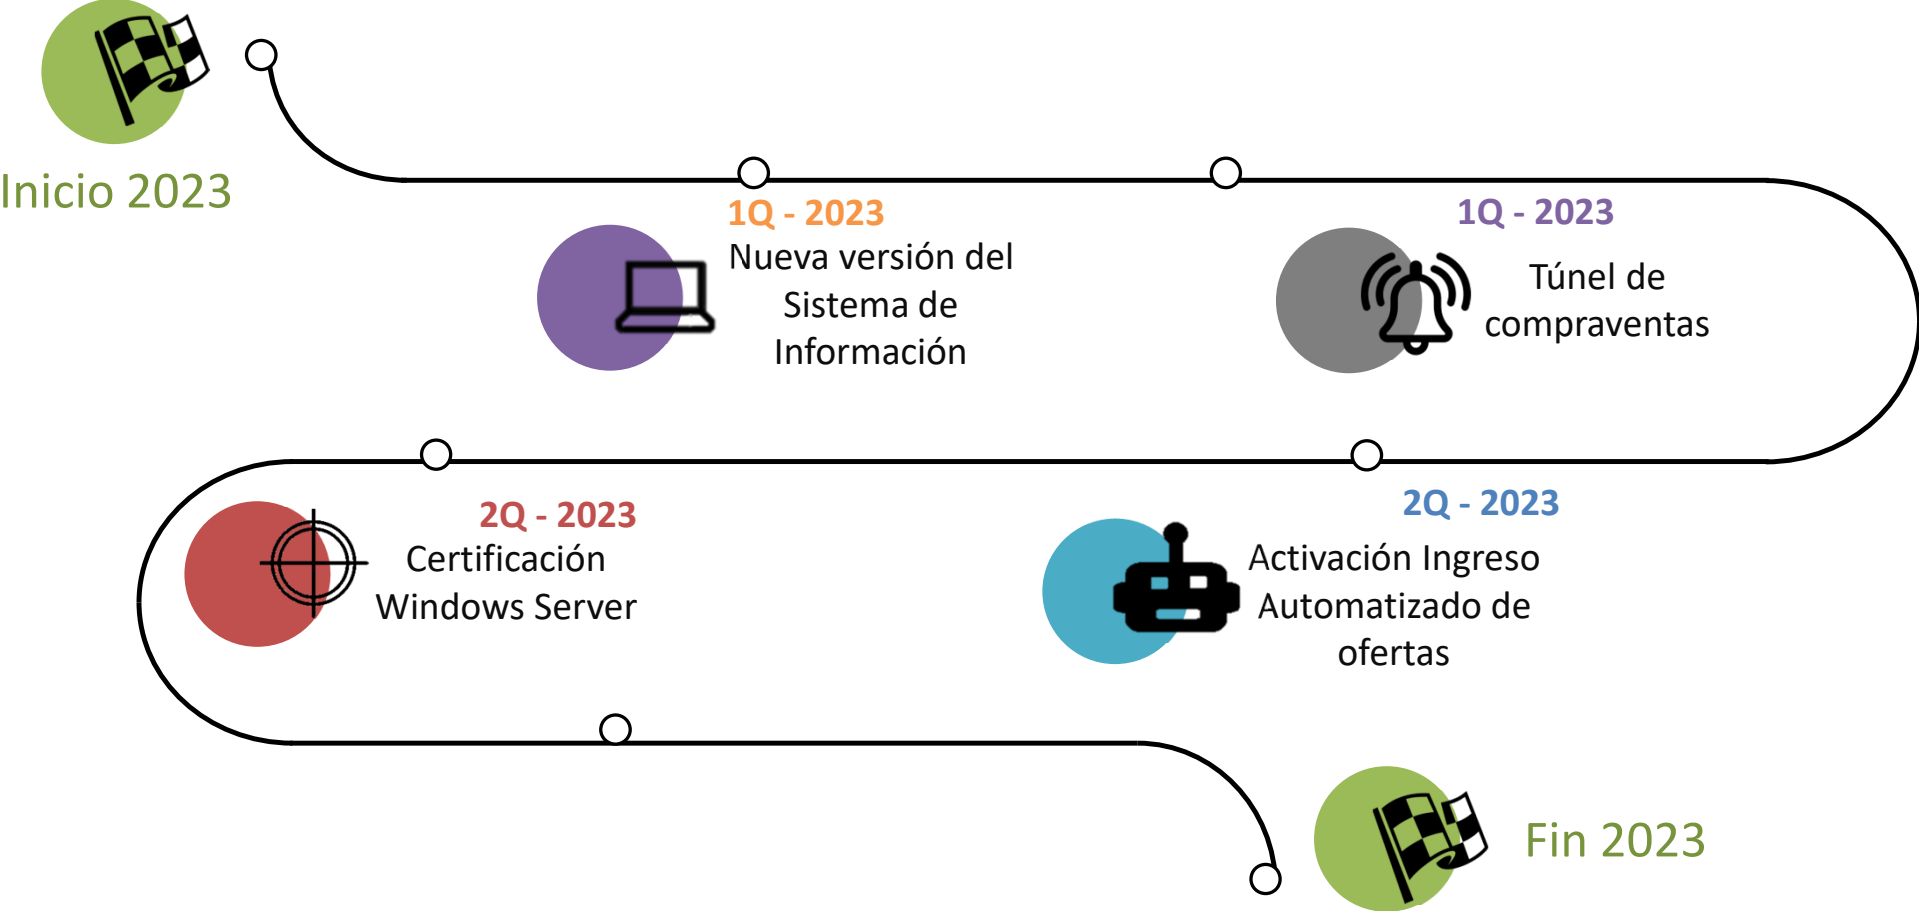 Inicio 2023
1Q - 2023
Nueva versión del
Sistema de
Información
1Q - 2023
Túnel de
compraventas
2Q - 2023
Certificación
Windows Server
2Q - 2023
Activación Ingreso
Automatizado de
ofertas
Fin 2023